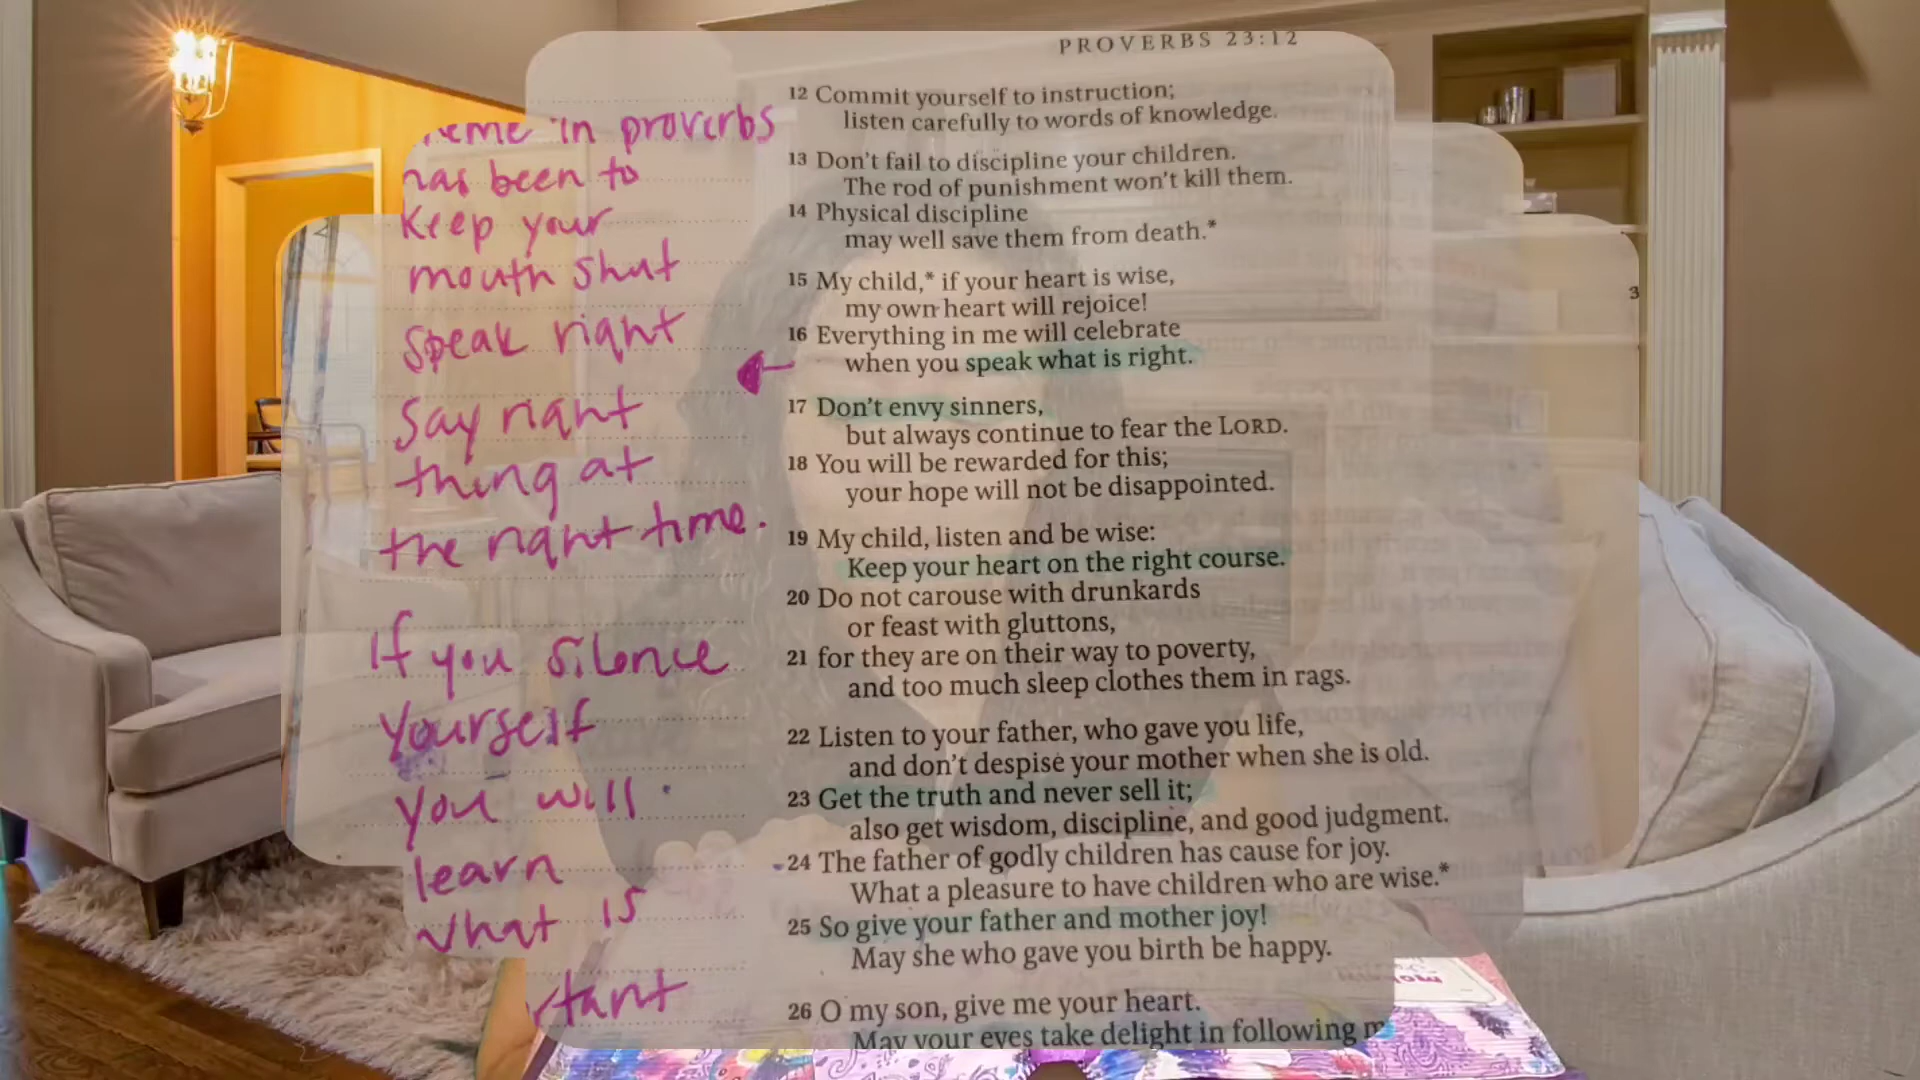 PROVERBS 23:12
in proverbs
has been to
keep your
mouth shut
speak right
say right
thing at
the right time.
If you silence
yourself
you will
learn
what is
12 Commit yourself to instruction;
listen carefully to words of knowledge.
13 Don't fail to discipline your children.
The rod of punishment won't kill them.
14 Physical discipline
may well save them from death.*
15 My child,* if your heart is wise,
my own heart will rejoice!
16 Everything in me will celebrate
when you speak what is right.
17 Don't envy sinners,
but always continue to fear the LORD.
18 You will be rewarded for this;
your hope will not be disappointed.
19 My child, listen and be wise:
Keep your heart on the right course.
20 Do not carouse with drunkards
or feast with gluttons,
21 for they are on their way to poverty,
and too much sleep clothes them in rags.
22 Listen to your father, who gave you life,
and don't despise your mother when she is old.
23 Get the truth and never sell it;
also get wisdom, discipline, and good judgment.
24 The father of godly children has cause for joy.
What a pleasure to have children who are wise.*
25 So give your father and mother joy!
May she who gave you birth be happy.
26 O my son, give me your heart.
May your eyes take delight in following
3